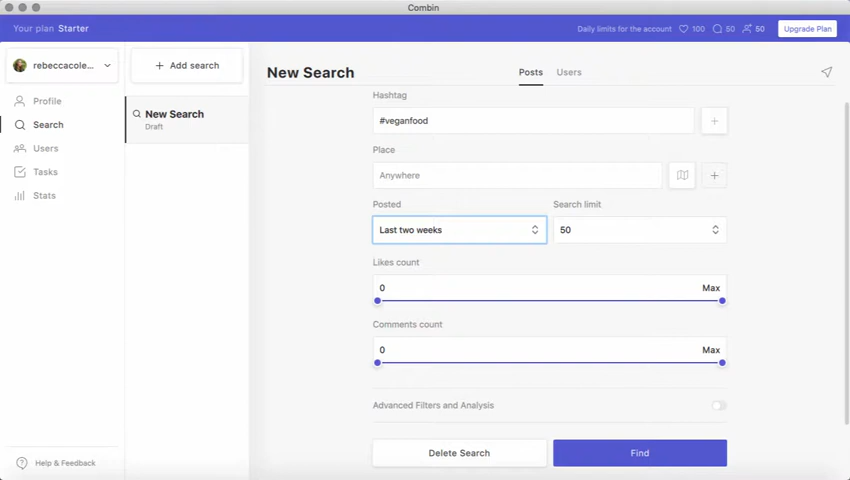 Combin
Your plan Starter
Daily limits for the account 100 50 50 Upgrade Plan
rebeccacole...
Add search
New Search
Posts
Users
Profile
Search
Users
Tasks
Stats
New Search
Draft
Hashtag
#veganfood
Place
Anywhere
Posted
Search limit
Last two weeks
50
Likes count
0 Max
Comments count
0 Max
Advanced Filters and Analysis
Delete Search
Find
Help & Feedback